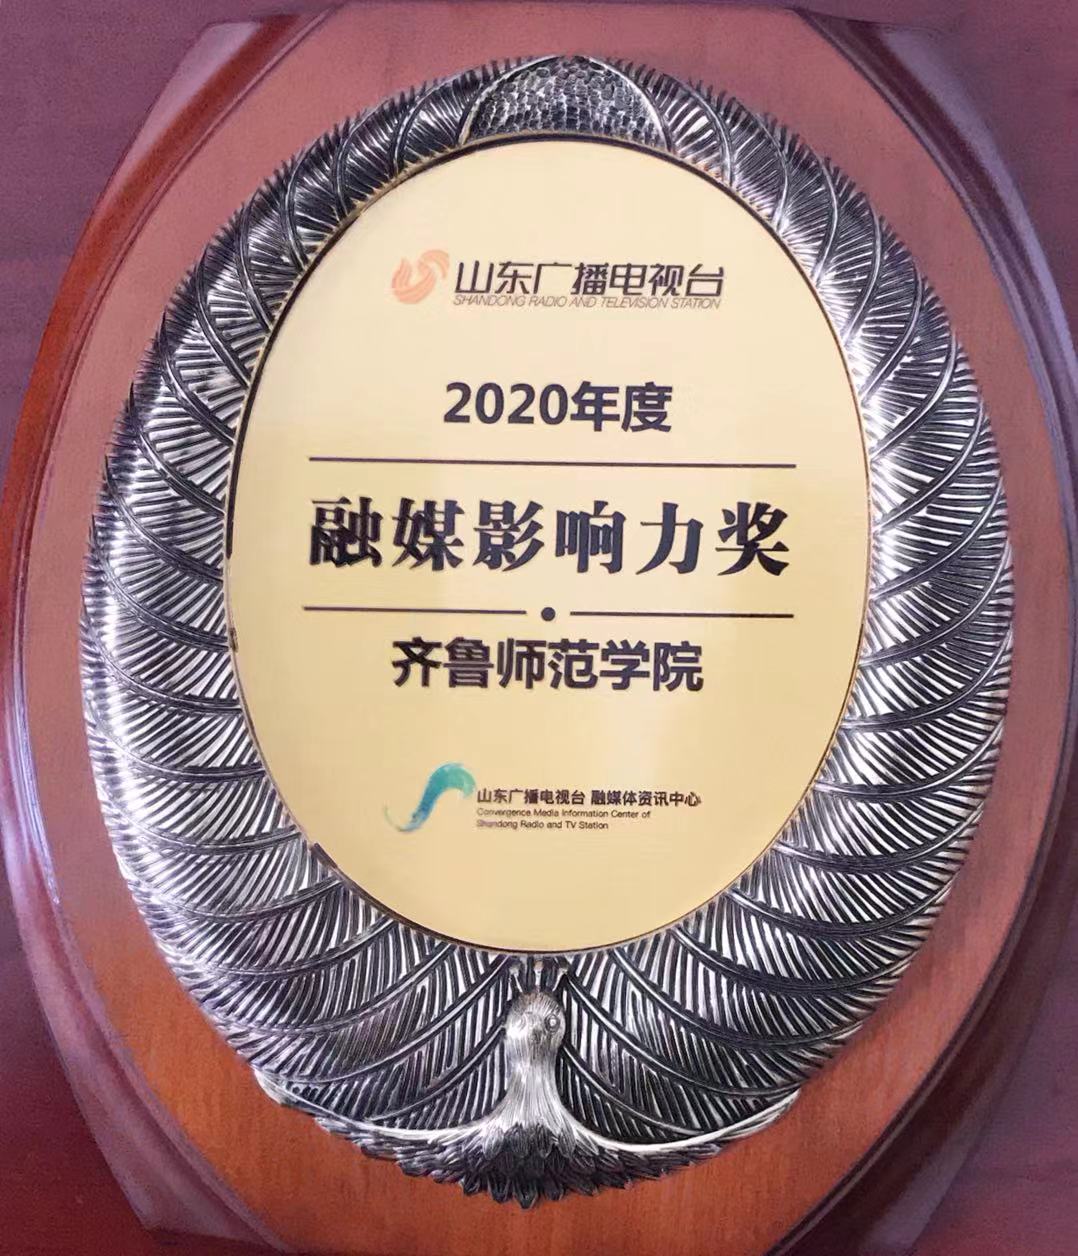 山东广播电视台
SHANDONG RADIO AND TELEVISION STATION
2020年度
融媒影响力奖
齐鲁师范学院
山东广播电视台 融媒体资讯中心
Convergence Media Information Center of
Shandong Radio and TV Station